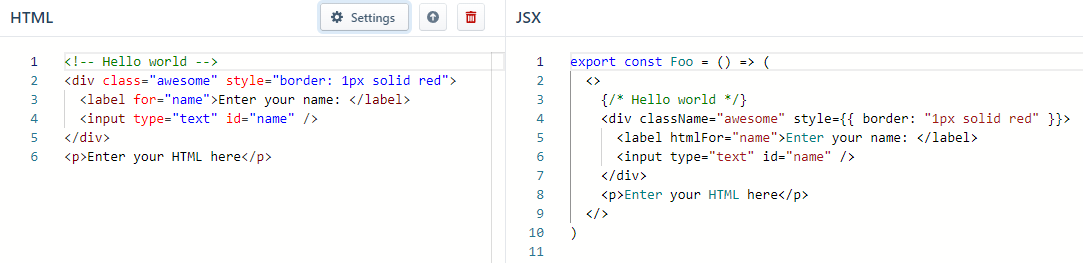 HTML
Settings
JSX
1 <!-- Hello world -->
2 <div class="awesome" style="border: 1px solid red">
3 <label for="name">Enter your name: </label>
4 <input type="text" id="name" />
5 </div>
6 <p>Enter your HTML here</p>
1 export const Foo = () => (
2 <>
3 {/* Hello world */}
4 <div className="awesome" style={{ border: "1px solid red" }}>
5 <label htmlFor="name">Enter your name: </label>
6 <input type="text" id="name" />
7 </div>
8 <p>Enter your HTML here</p>
9 </>
10 )
11